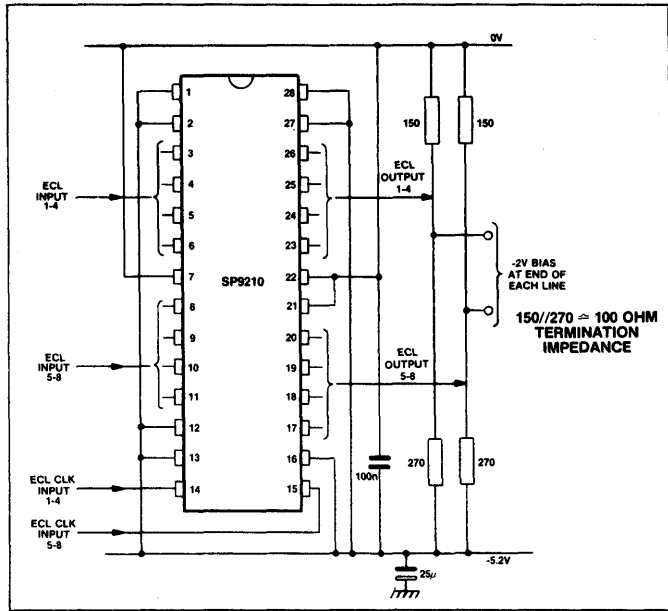 0V
1
2
3
4
5
6
7
8
9
10
11
12
13
14
28
27
26
25
24
23
22
21
20
19
18
17
16
15
SP9210
ECL
INPUT
1-4
ECL
INPUT
5-8
ECL CLK
INPUT
1-4
ECL CLK
INPUT
5-8
ECL
OUTPUT
1-4
ECL
OUTPUT
5-8
150
150
-2V BIAS
AT END OF
EACH LINE
150//270 ≏ 100 OHM
TERMINATION
IMPEDANCE
270
270
100n
-5.2V
25µ